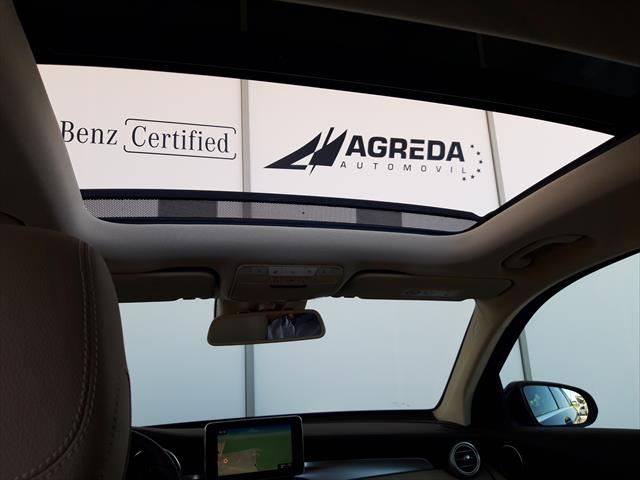 Benz Certified
AGREDA
AUTOMOVIL